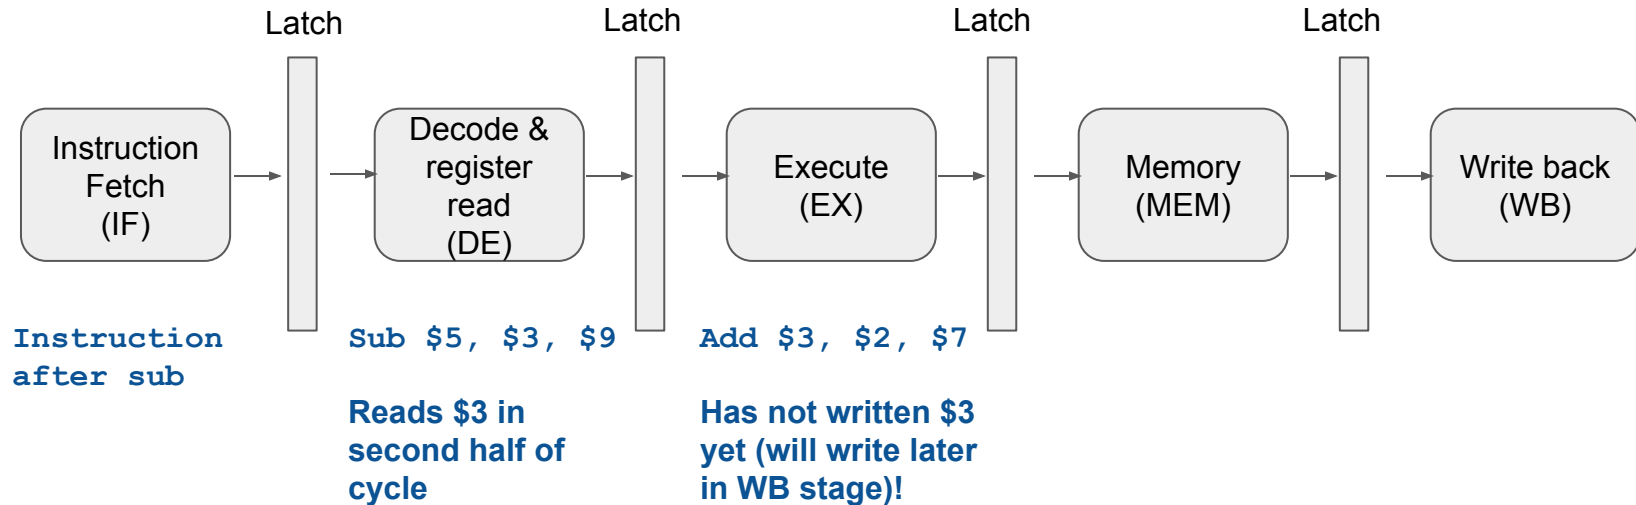 Latch
Latch
Latch
Latch
Instruction
Fetch
(IF)
Decode &
register
read
(DE)
Execute
(EX)
Memory
(MEM)
Write back
(WB)
Instruction
after sub
Sub $5, $3, $9
Reads $3 in
second half of
cycle
Add $3, $2, $7
Has not written $3
yet (will write later
in WB stage)!